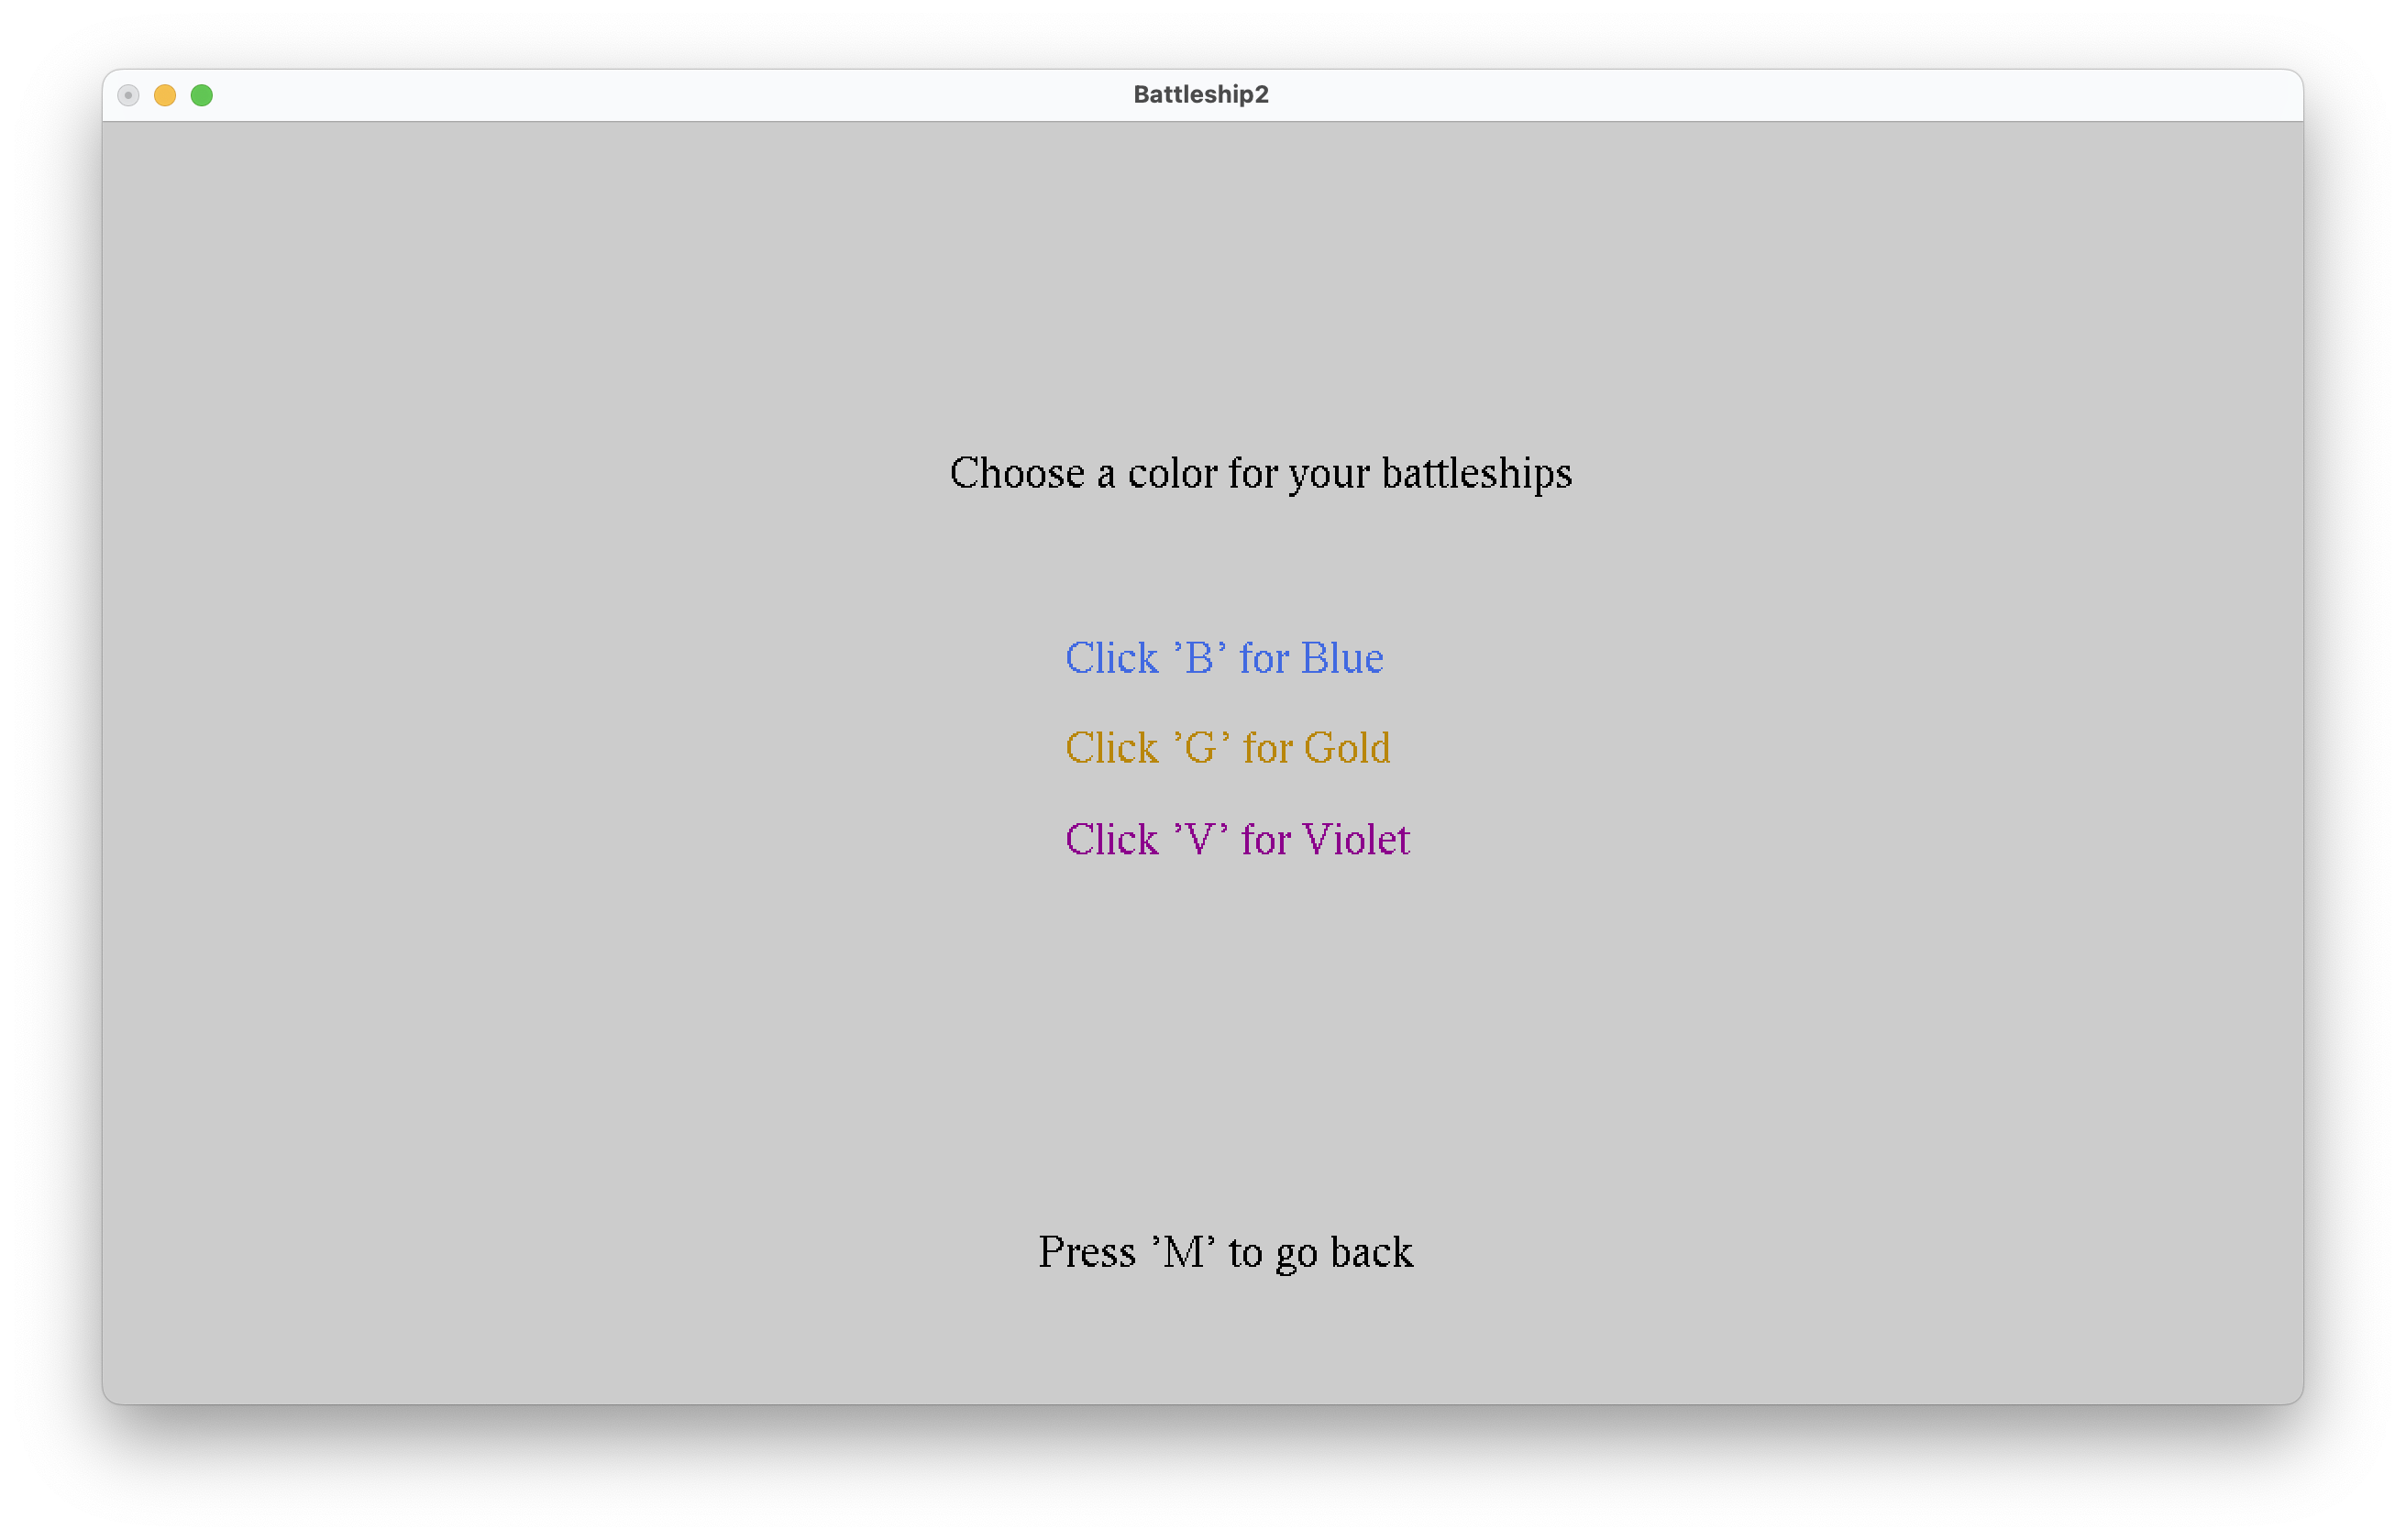 Battleship2
Choose a color for your battleships
Click ’B’ for Blue
Click ’G’ for Gold
Click ’V’ for Violet
Press ’M’ to go back